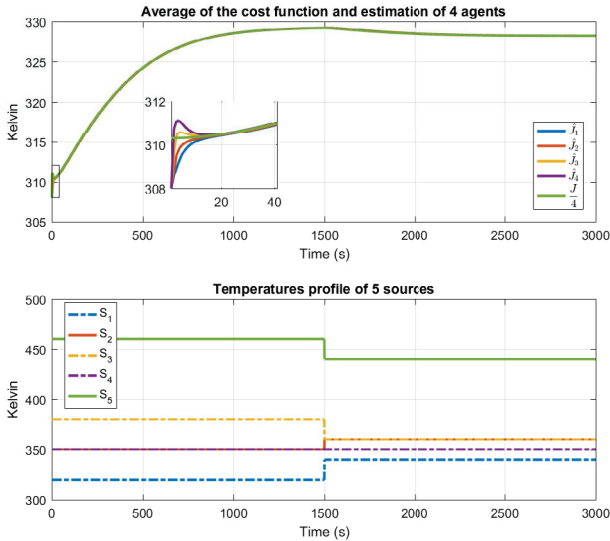 Average of the cost function and estimation of 4 agents
330
325
320
315
310
305
Kelvin
312
310
308
20
40
Ĵ₁
Ĵ₂
Ĵ₃
Ĵ₄
J
4
0
500
1000
1500
2000
2500
3000
Time (s)
Temperatures profile of 5 sources
500
450
400
350
300
Kelvin
S₁
S₂
S₃
S₄
S₅
0
500
1000
1500
2000
2500
3000
Time (s)